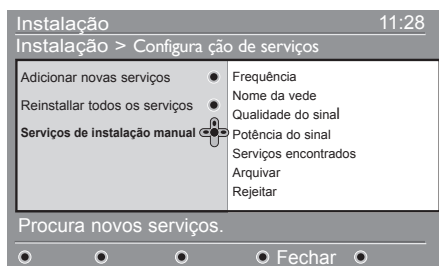 Instalação 11:28
Instalação > Configura ção de serviços
Adicionar novas serviços
Reinstallar todos os serviços
Serviços de instalação manual
Frequência
Nome da vede
Qualidade do sinal
Potência do sinal
Serviços encontrados
Arquivar
Rejeitar
Procura novos serviços.
Fechar